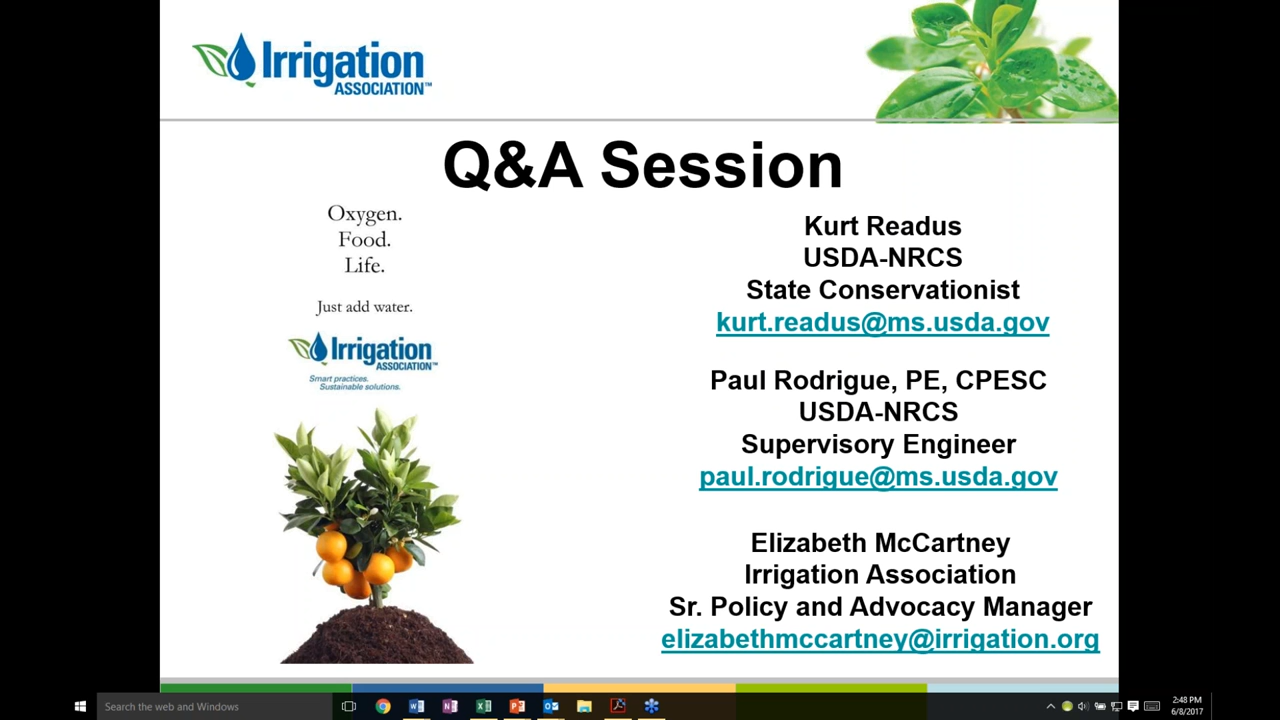 Irrigation
ASSOCIATION™
Q&A Session
Oxygen.
Food.
Life.
Just add water.
Irrigation
ASSOCIATION™
Smart practices.
Sustainable solutions.
Kurt Readus
USDA-NRCS
State Conservationist
kurt.readus@ms.usda.gov
Paul Rodrigue, PE, CPESC
USDA-NRCS
Supervisory Engineer
paul.rodrigue@ms.usda.gov
Elizabeth McCartney
Irrigation Association
Sr. Policy and Advocacy Manager
elizabethmccartney@irrigation.org
Search the web and Windows
2:48 PM
6/8/2017